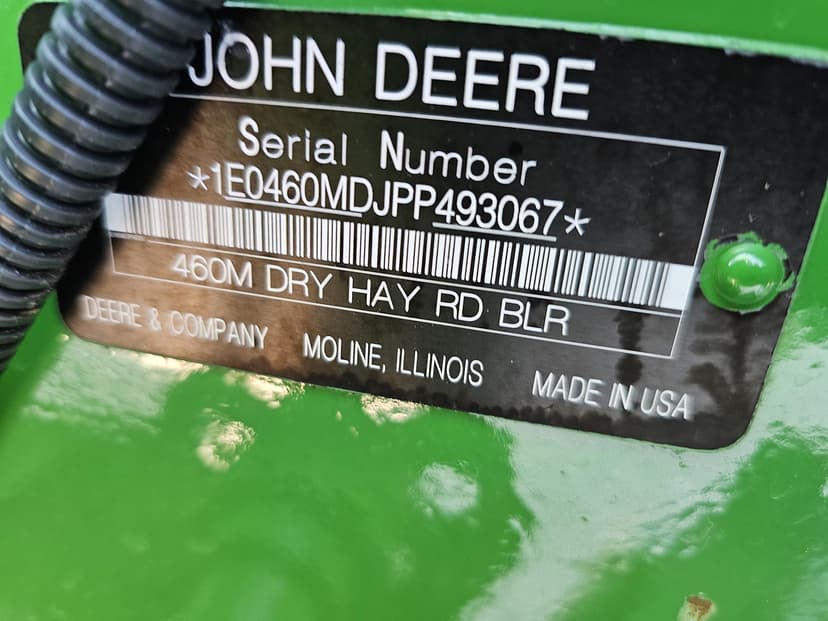 JOHN DEERE
Serial Number
*1E0460MDJPP493067*
460M DRY HAY RD BLR
DEERE & COMPANY MOLINE, ILLINOIS MADE IN USA